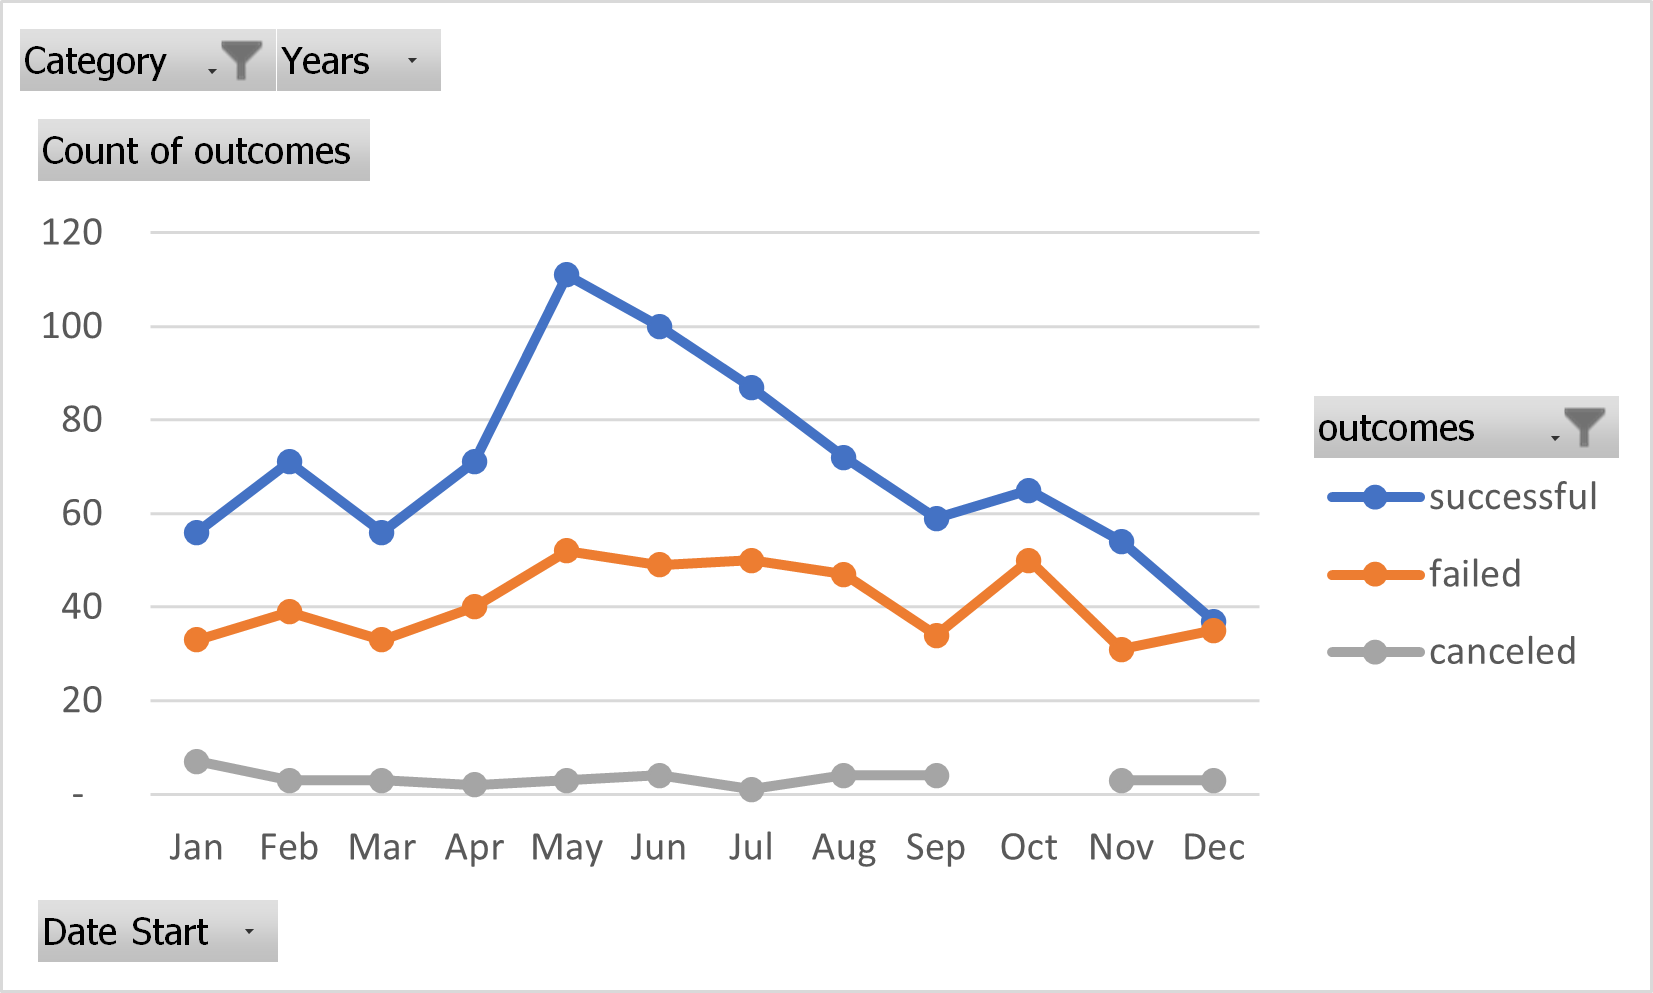 Category Years
Count of outcomes
120
100
80
60
40
20
-
Jan Feb Mar Apr May Jun Jul Aug Sep Oct Nov Dec
outcomes
successful
failed
canceled
Date Start